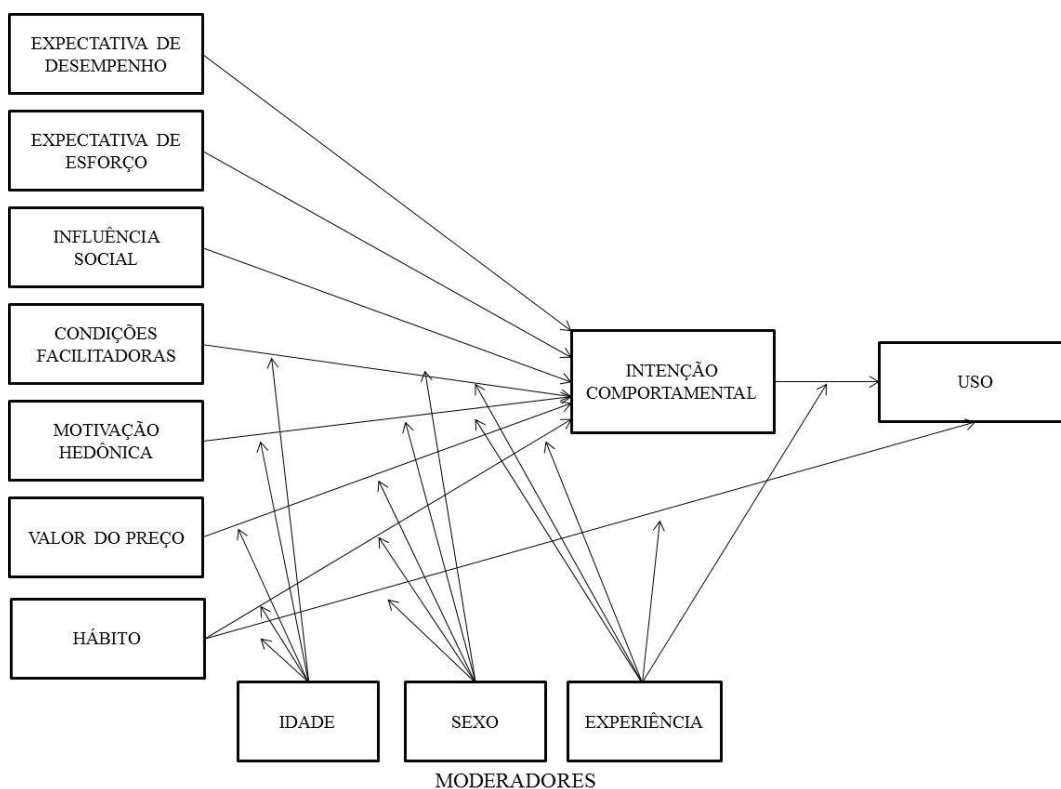 EXPECTATIVA DE
DESEMPENHO
EXPECTATIVA DE
ESFORÇO
INFLUÊNCIA
SOCIAL
CONDIÇÕES
FACILITADORAS
MOTIVAÇÃO
HEDÔNICA
VALOR DO PREÇO
HÁBITO
INTENÇÃO
COMPORTAMENTAL
USO
IDADE
SEXO
EXPERIÊNCIA
MODERADORES